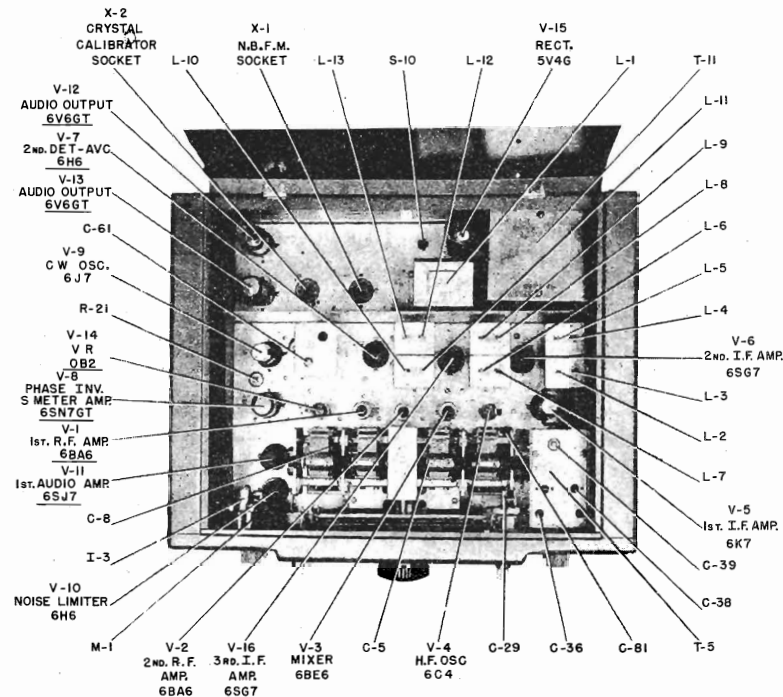 X-2
CRYSTAL
CALIBRATOR
SOCKET
L-10
X-1
N.B.F.M.
SOCKET
L-13
S-10
L-12
V-15
RECT.
5V4G
L-1
T-11
V-12
AUDIO OUTPUT
6V6GT
V-7
2ND. DET-AVC
6H6
V-13
AUDIO OUTPUT
6V6GT
C-61
V-9
CW OSC.
6J7
R-21
V-14
VR
OB2
V-8
PHASE INV.
S METER AMP.
6SN7GT
V-1
1ST. R.F. AMP.
6BA6
V-11
1ST. AUDIO AMP.
6SJ7
C-8
I-3
V-10
NOISE LIMITER
6H6
M-1
V-2
2ND. R.F.
AMP.
6BA6
V-16
3RD. I.F.
AMP.
6SG7
V-3
MIXER
6BE6
C-5
V-4
H.F. OSC
6C4
C-29
C-36
C-81
T-5
L-11
L-9
L-8
L-6
L-5
L-4
V-6
2ND. I.F. AMP.
6SG7
L-3
L-2
L-7
V-5
1ST. I.F. AMP.
6K7
C-39
C-38